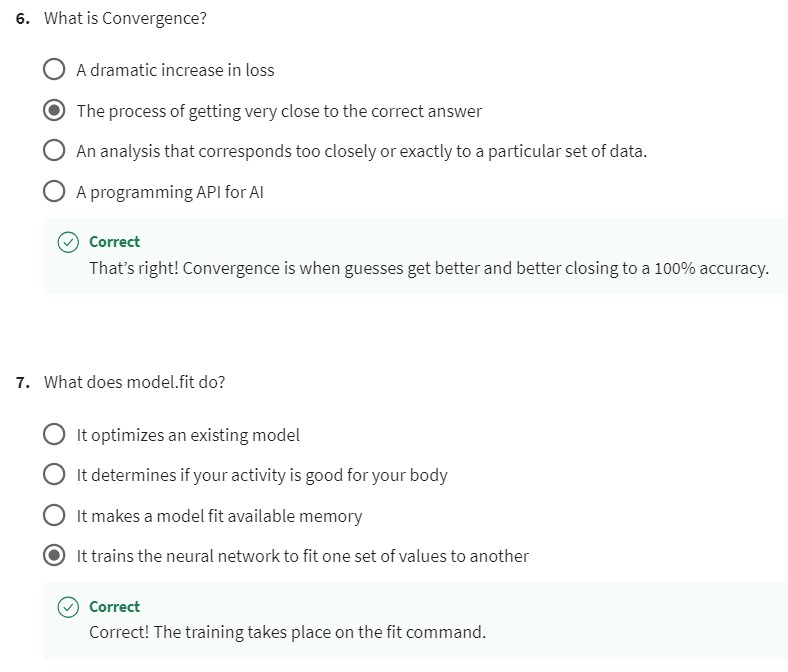 6. What is Convergence?
A dramatic increase in loss
The process of getting very close to the correct answer
An analysis that corresponds too closely or exactly to a particular set of data.
A programming API for AI
Correct
That’s right! Convergence is when guesses get better and better closing to a 100% accuracy.
7. What does model.fit do?
It optimizes an existing model
It determines if your activity is good for your body
It makes a model fit available memory
It trains the neural network to fit one set of values to another
Correct
Correct! The training takes place on the fit command.